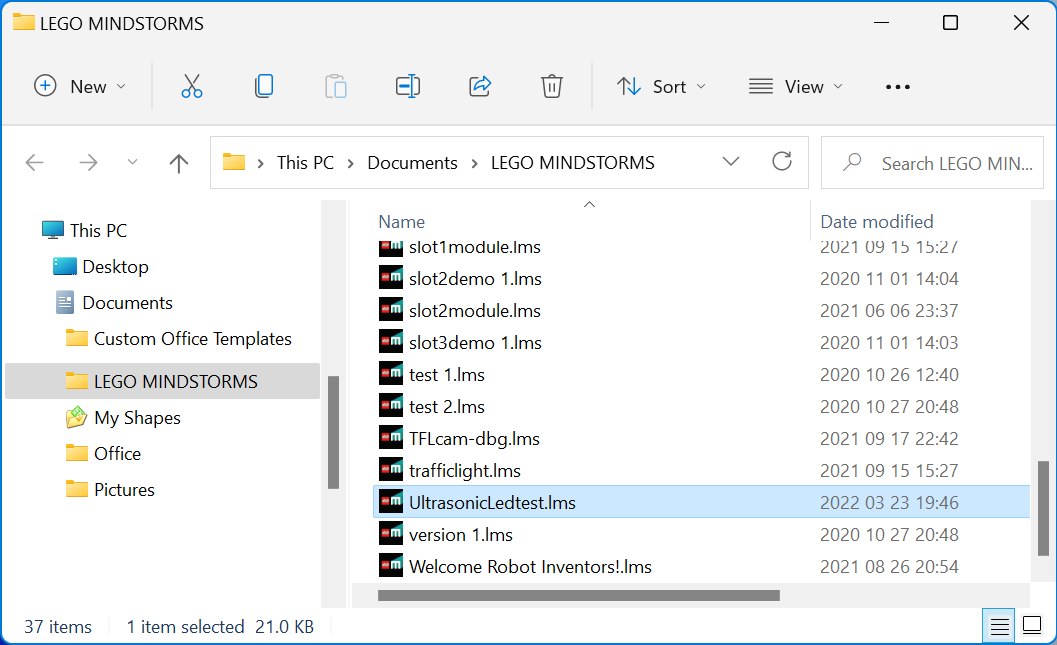 LEGO MINDSTORMS
New Sort View
This PC > Documents > LEGO MINDSTORMS Search LEGO MIN...
This PC
Desktop
Documents
Custom Office Templates
LEGO MINDSTORMS
My Shapes
Office
Pictures
Name Date modified
slot1module.lms 2021 09 15 15:27
slot2demo 1.lms 2020 11 01 14:04
slot2module.lms 2021 06 06 23:37
slot3demo 1.lms 2020 11 01 14:03
test 1.lms 2020 10 26 12:40
test 2.lms 2020 10 27 20:48
TFLcam-dbg.lms 2021 09 17 22:42
trafficlight.lms 2021 09 15 15:27
UltrasonicLedtest.lms 2022 03 23 19:46
version 1.lms 2020 10 27 20:48
Welcome Robot Inventors!.lms 2021 08 26 20:54
37 items 1 item selected 21.0 KB